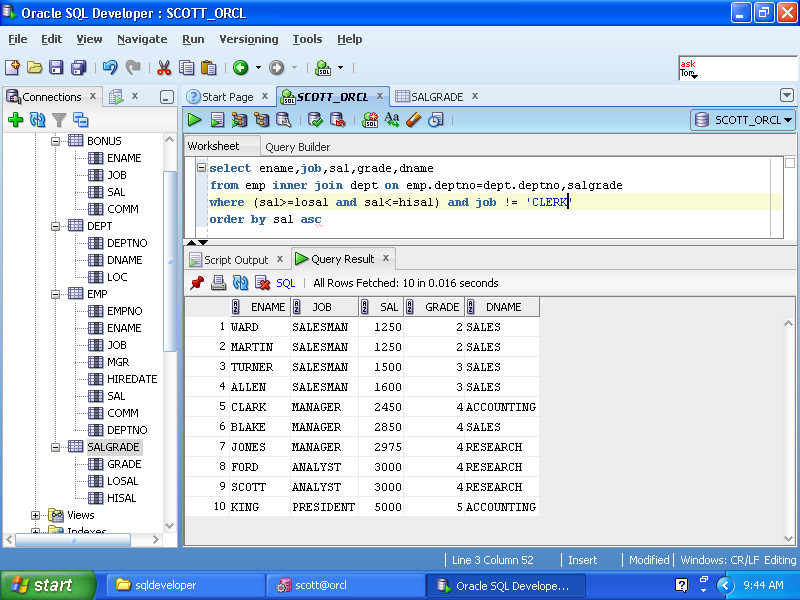 Oracle SQL Developer : SCOTT_ORCL
File Edit View Navigate Run Versioning Tools Help
ask
Tom
Connections x
Start Page x SCOTT_ORCL x SALGRADE x
SCOTT_ORCL
Worksheet Query Builder
select ename,job,sal,grade,dname
from emp inner join dept on emp.deptno=dept.deptno,salgrade
where (sal>=losal and sal<=hisal) and job != 'CLERK'
order by sal asc
BONUS
ENAME
JOB
SAL
COMM
DEPT
DEPTNO
DNAME
LOC
EMP
EMPNO
ENAME
JOB
MGR
HIREDATE
SAL
COMM
DEPTNO
SALGRADE
GRADE
LOSAL
HISAL
Views
Indexes
Script Output x Query Result x
SQL | All Rows Fetched: 10 in 0.016 seconds
ENAME JOB SAL GRADE DNAME
1 WARD SALESMAN 1250 2 SALES
2 MARTIN SALESMAN 1250 2 SALES
3 TURNER SALESMAN 1500 3 SALES
4 ALLEN SALESMAN 1600 3 SALES
5 CLARK MANAGER 2450 4 ACCOUNTING
6 BLAKE MANAGER 2850 4 SALES
7 JONES MANAGER 2975 4 RESEARCH
8 FORD ANALYST 3000 4 RESEARCH
9 SCOTT ANALYST 3000 4 RESEARCH
10 KING PRESIDENT 5000 5 ACCOUNTING
Line 3 Column 52 | Insert | Modified | Windows: CR/LF Editing
start sqldeveloper scott@orcl Oracle SQL Develope... 9:44 AM